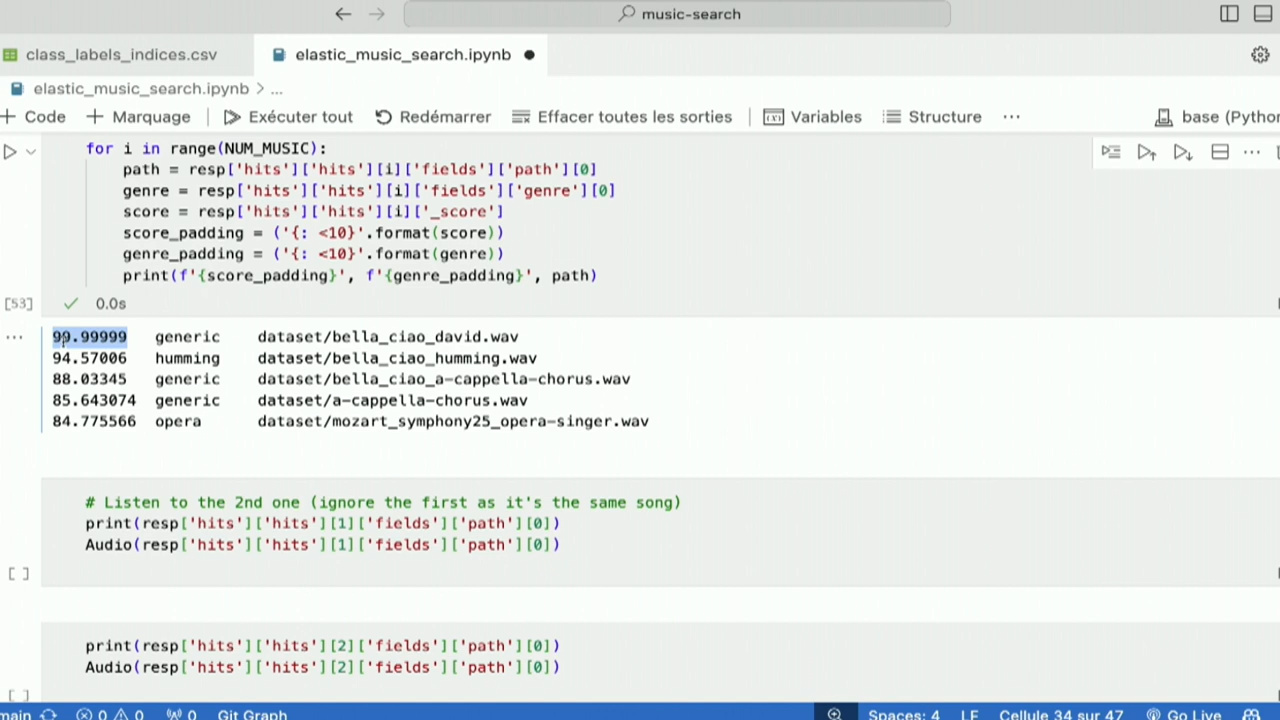 music-search
class_labels_indices.csv
elastic_music_search.ipynb
elastic_music_search.ipynb > ...
+ Code + Marquage Exécuter tout Redémarrer Effacer toutes les sorties Variables Structure ... base (Python
for i in range(NUM_MUSIC):
path = resp['hits']['hits'][i]['fields']['path'][0]
genre = resp['hits']['hits'][i]['fields']['genre'][0]
score = resp['hits']['hits'][i]['_score']
score_padding = ('{: <10}'.format(score))
genre_padding = ('{: <10}'.format(genre))
print(f'{score_padding}', f'{genre_padding}', path)
[53] 0.0s
... 99.99999 generic dataset/bella_ciao_david.wav
94.57006 humming dataset/bella_ciao_humming.wav
88.03345 generic dataset/bella_ciao_a-cappella-chorus.wav
85.643074 generic dataset/a-cappella-chorus.wav
84.775566 opera dataset/mozart_symphony25_opera-singer.wav
# Listen to the 2nd one (ignore the first as it's the same song)
print(resp['hits']['hits'][1]['fields']['path'][0])
Audio(resp['hits']['hits'][1]['fields']['path'][0])
[ ]
print(resp['hits']['hits'][2]['fields']['path'][0])
Audio(resp['hits']['hits'][2]['fields']['path'][0])
[ ]
main 0 0 0 Git Graph Spaces: 4 LF Cellule 34 sur 47 Go Live